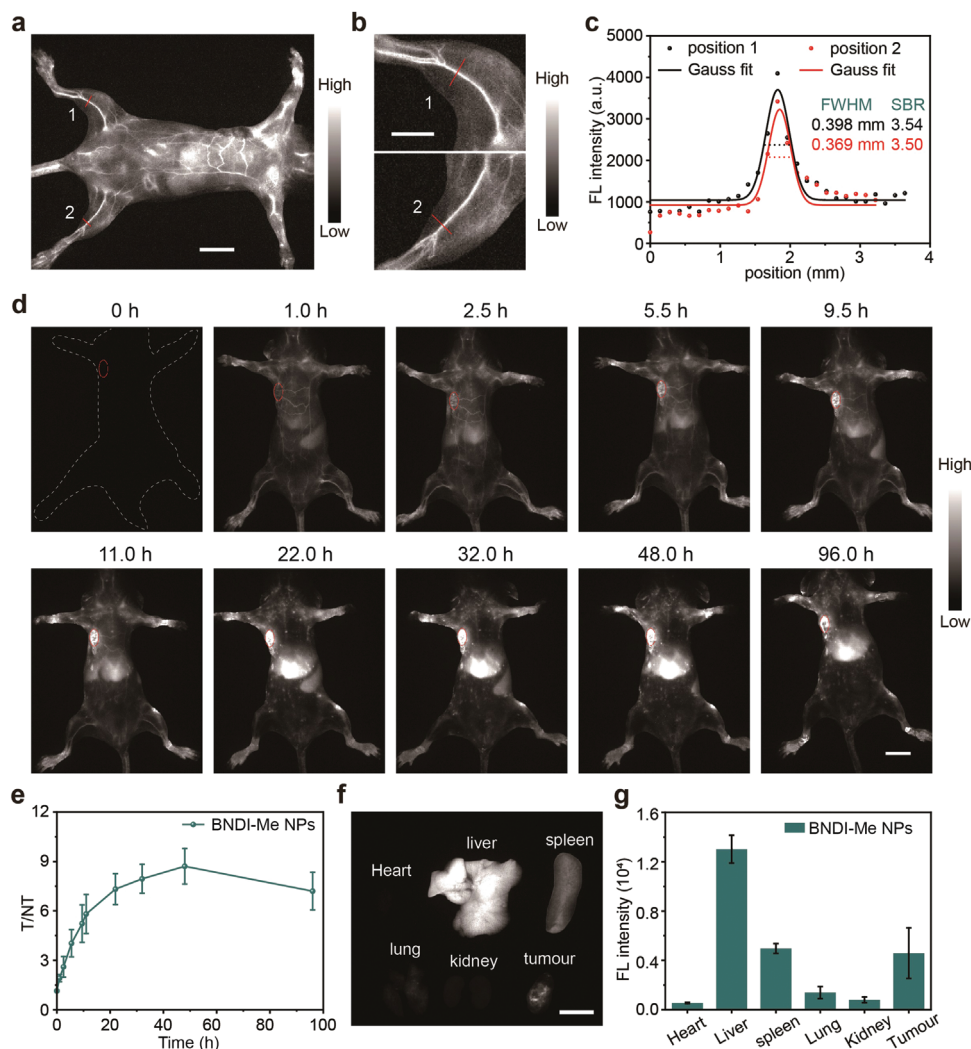 a
1
2
High
Low
b
1
2
High
Low
c
FL intensity (a.u.)
5000
4000
3000
2000
1000
0
position 1
Gauss fit
position 2
Gauss fit
FWHM SBR
0.398 mm 3.54
0.369 mm 3.50
0 1 2 3 4
position (mm)
d
0 h 1.0 h 2.5 h 5.5 h 9.5 h
11.0 h 22.0 h 32.0 h 48.0 h 96.0 h
High
Low
e
T/NT
12
9
6
3
0
BNDI-Me NPs
0 20 40 60 80 100
Time (h)
f
Heart liver spleen
lung kidney tumour
g
FL intensity (10⁴)
1.6
1.2
0.8
0.4
0.0
BNDI-Me NPs
Heart Liver spleen Lung Kidney Tumour